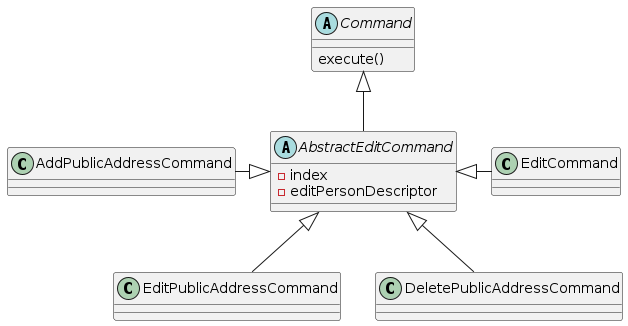 A Command
execute()
C AddPublicAddressCommand
A AbstractEditCommand
index
editPersonDescriptor
C EditCommand
C EditPublicAddressCommand
C DeletePublicAddressCommand